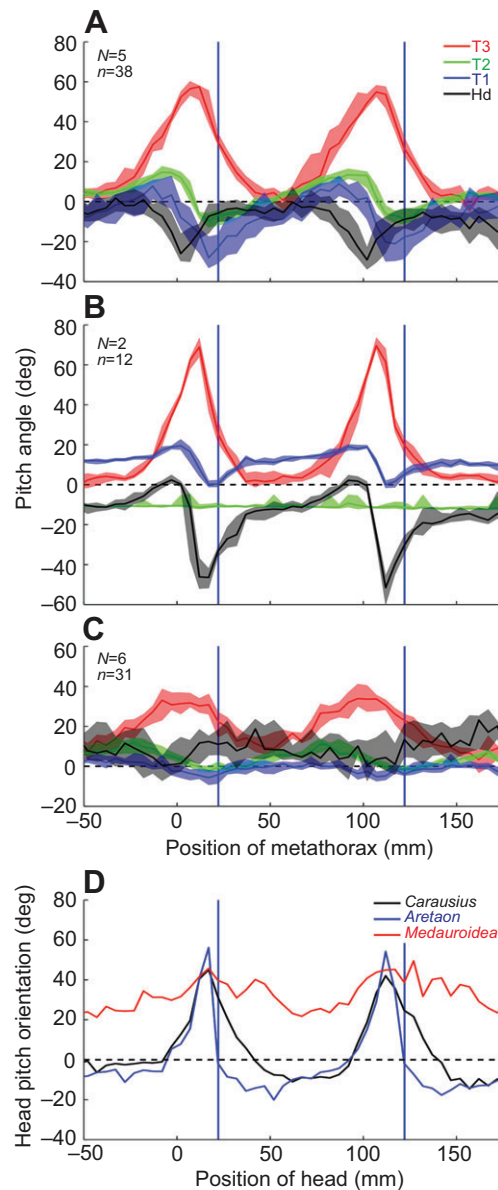 A
80
60
40
20
0
−20
−40
N=5
n=38
T3
T2
T1
Hd
B
80
60
40
20
0
−20
−40
−60
N=2
n=12
Pitch angle (deg)
C
60
40
20
0
−20
N=6
n=31
−50 0 50 100 150
Position of metathorax (mm)
D
80
60
40
20
0
−20
−40
Head pitch orientation (deg)
Carausius
Aretaon
Medauroidea
−50 0 50 100 150
Position of head (mm)